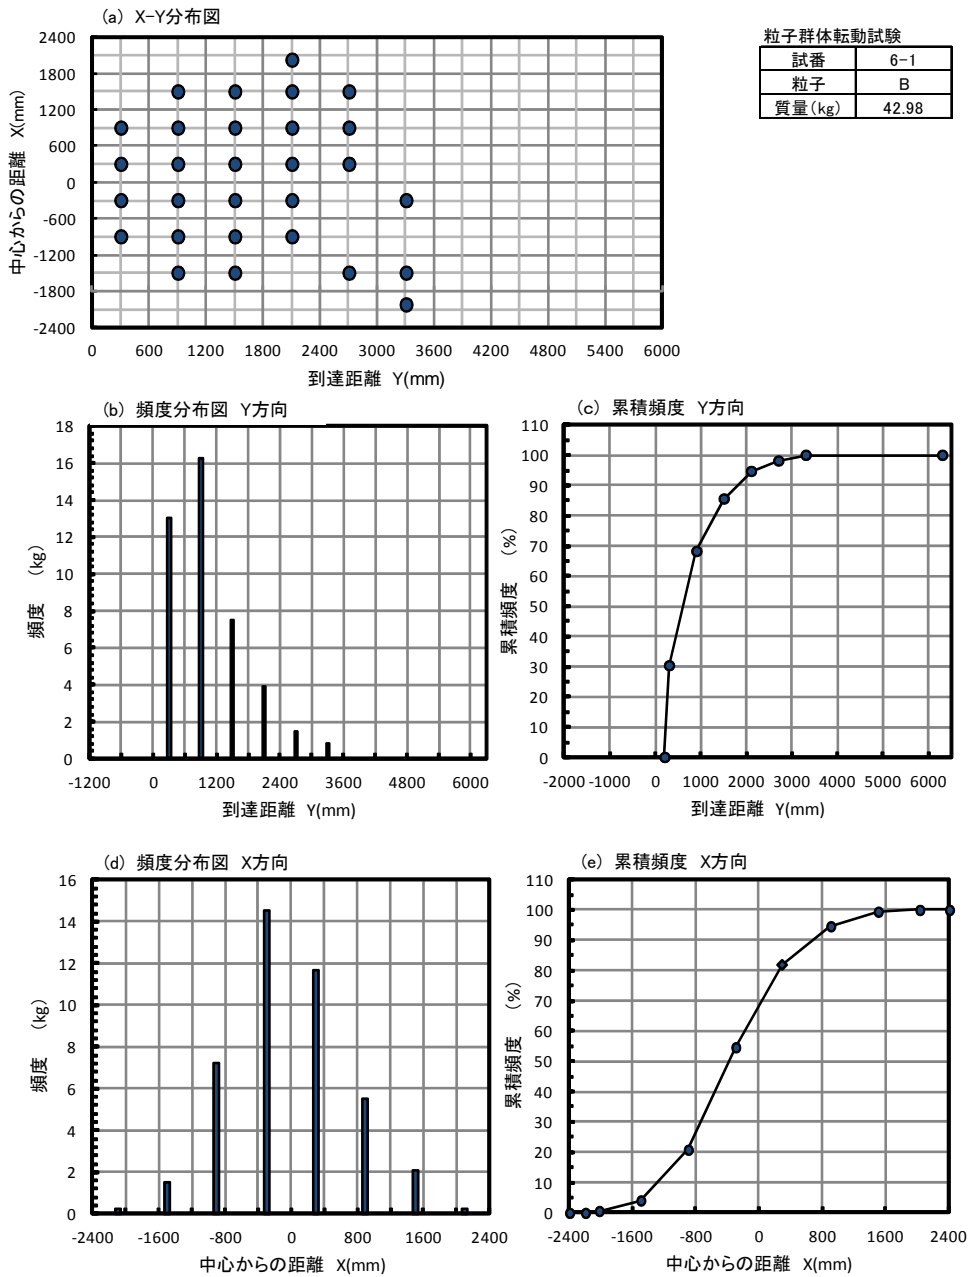 (a) X-Y分布図
2400
1800
1200
600
0
-600
-1200
-1800
-2400
中心からの距離 X(mm)
0 600 1200 1800 2400 3000 3600 4200 4800 5400 6000
到達距離 Y(mm)
粒子群体転動試験
試番 6-1
粒子 B
質量(kg) 42.98
(b) 頻度分布図 Y方向
18
16
14
12
10
8
6
4
2
0
頻度 (kg)
-1200 0 1200 2400 3600 4800 6000
到達距離 Y(mm)
(c) 累積頻度 Y方向
110
100
90
80
70
60
50
40
30
20
10
0
累積頻度 (%)
-2000 -1000 0 1000 2000 3000 4000 5000 6000
到達距離 Y(mm)
(d) 頻度分布図 X方向
16
14
12
10
8
6
4
2
0
頻度 (kg)
-2400 -1600 -800 0 800 1600 2400
中心からの距離 X(mm)
(e) 累積頻度 X方向
110
100
90
80
70
60
50
40
30
20
10
0
累積頻度 (%)
-2400 -1600 -800 0 800 1600 2400
中心からの距離 X(mm)